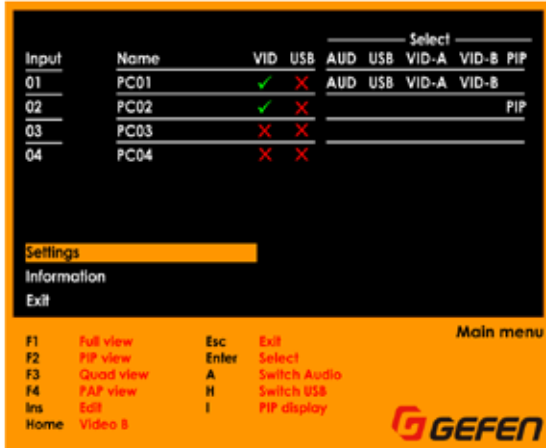 Select
Input Name VID USB AUD USB VID-A VID-B PIP
01 PC01 ✓ ✗ AUD USB VID-A VID-B
02 PC02 ✓ ✗ PIP
03 PC03 ✗ ✗
04 PC04 ✗ ✗
Settings
Information
Exit
Main menu
F1 Full view Esc Exit
F2 PIP view Enter Select
F3 Quad view A Switch Audio
F4 PAP view H Switch USB
Ins Edit I PIP display
Home Video B
GEFEN